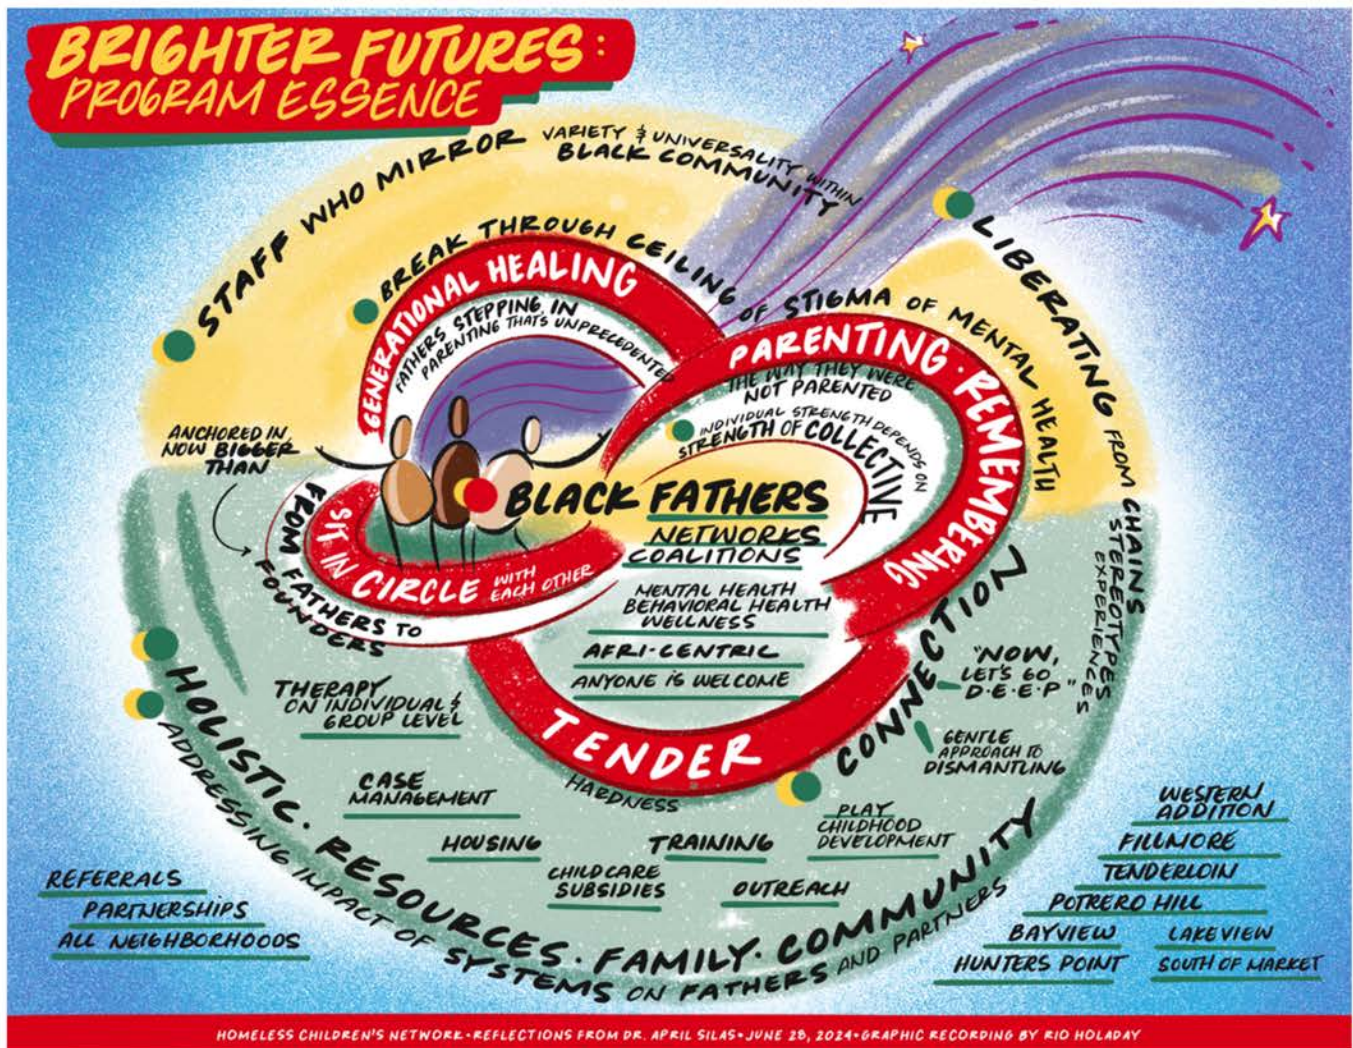 BRIGHTER FUTURES:
PROGRAM ESSENCE
STAFF WHO MIRROR
VARIETY & UNIVERSALITY WITHIN
BLACK COMMUNITY
BREAK THROUGH CEILING OF STIGMA OF MENTAL HEALTH
LIBERATING FROM CHAINS
STEREOTYPES
EXPERIENCES
GENERATIONAL HEALING
FATHERS STEPPING IN
PARENTING THAT'S UNPRECEDENTED
PARENTING · REMEMBERING
THE WAY THEY WERE
NOT PARENTED
INDIVIDUAL STRENGTH DEPENDS ON
STRENGTH OF COLLECTIVE
ANCHORED IN
NOW BIGGER
THAN
FROM FATHERS TO
FOUNDERS
SIT IN CIRCLE WITH
EACH OTHER
BLACK FATHERS
NETWORKS
COALITIONS
MENTAL HEALTH
BEHAVIORAL HEALTH
WELLNESS
AFRI-CENTRIC
ANYONE IS WELCOME
TENDER
HARDNESS
CONNECTION
"NOW,
LET'S GO
D·E·E·P"
GENTLE
APPROACH TO
DISMANTLING
THERAPY
ON INDIVIDUAL &
GROUP LEVEL
CASE
MANAGEMENT
HOUSING
CHILDCARE
SUBSIDIES
TRAINING
OUTREACH
PLAY
CHILDHOOD
DEVELOPMENT
HOLISTIC · RESOURCES · FAMILY · COMMUNITY
ADDRESSING IMPACT OF SYSTEMS ON FATHERS AND PARTNERS
REFERRALS
PARTNERSHIPS
ALL NEIGHBORHOODS
WESTERN
ADDITION
FILLMORE
TENDERLOIN
POTRERO HILL
BAYVIEW
LAKEVIEW
HUNTERS POINT
SOUTH OF MARKET
HOMELESS CHILDREN'S NETWORK • REFLECTIONS FROM DR. APRIL SILAS • JUNE 28, 2024 • GRAPHIC RECORDING BY RIO HOLADAY